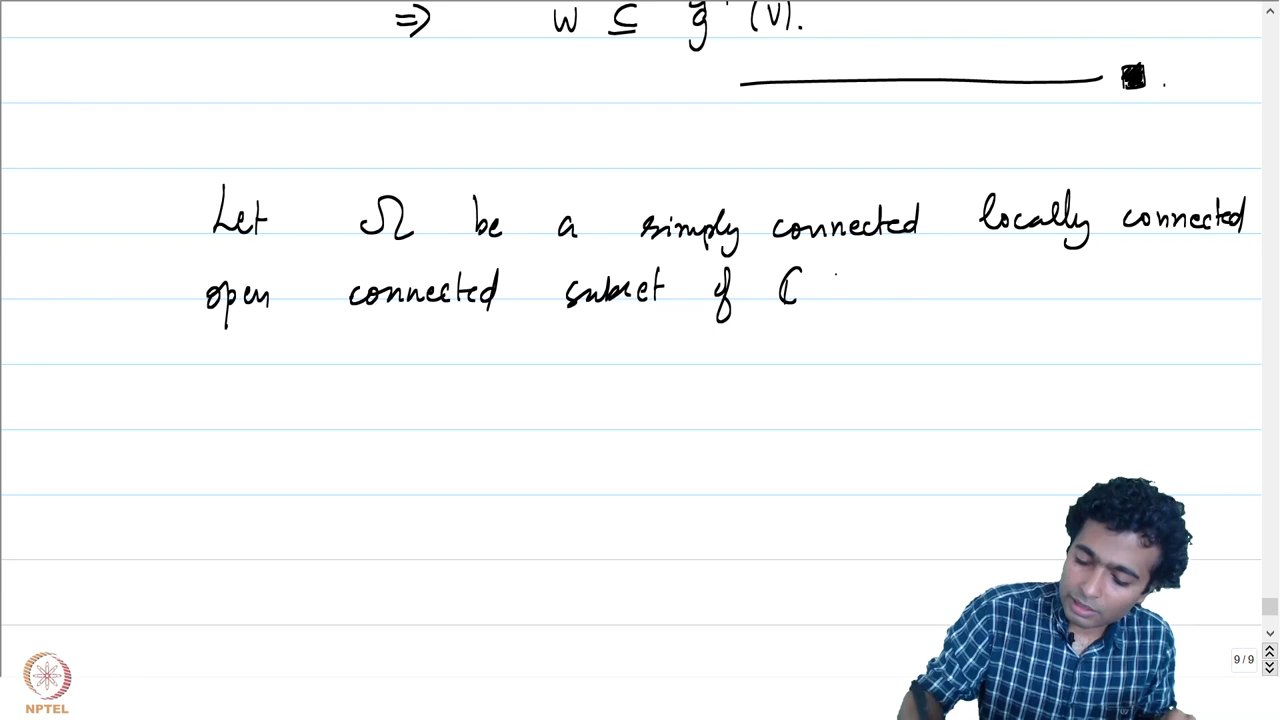 ⇒ W ⊆ g̃⁻¹(V).
Let Ω be a simply connected locally connected
open connected subset of ℂ
9 / 9
NPTEL